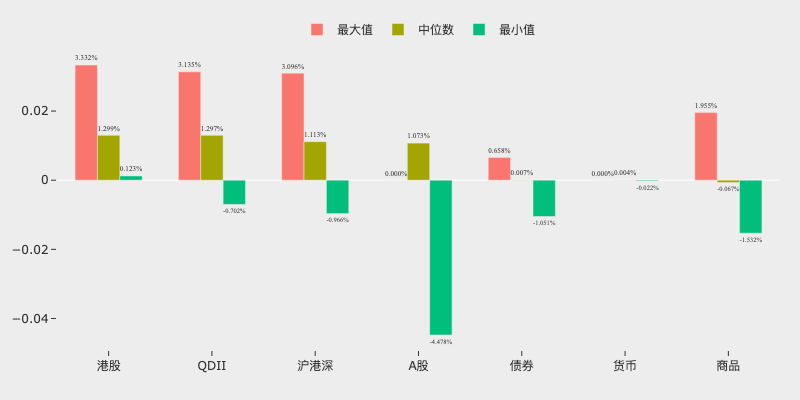 最大值 中位数 最小值
3.332% 3.135% 3.096% 0.000% 0.658% 0.000% 1.955%
1.299% 1.297% 1.113% 1.073% 0.007% 0.004% -0.067%
0.123% -0.702% -0.966% -4.478% -1.051% -0.022% -1.532%
0.02
0
−0.02
−0.04
港股 QDII 沪港深 A股 债券 货币 商品